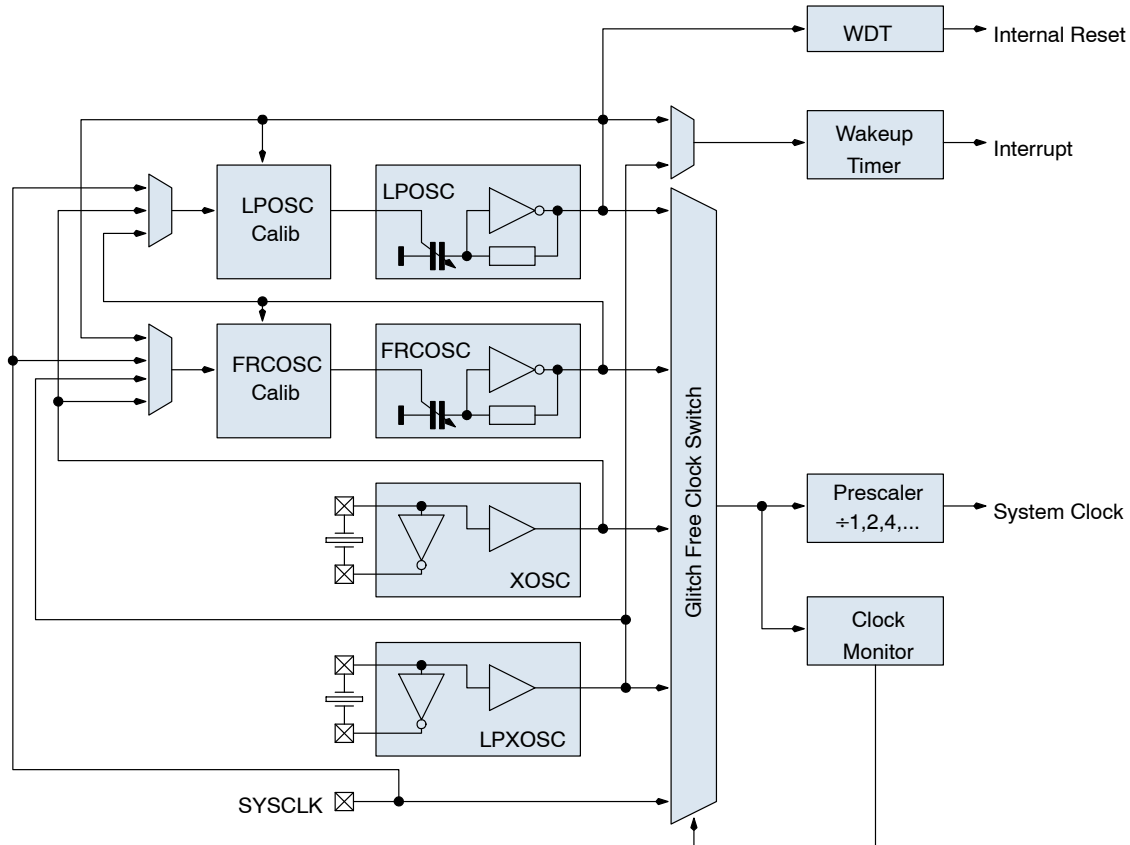 WDT
Internal Reset
Wakeup
Timer
Interrupt
LPOSC
Calib
LPOSC
FRCOSC
Calib
FRCOSC
Glitch Free Clock Switch
Prescaler
÷1,2,4,...
System Clock
XOSC
Clock
Monitor
LPXOSC
SYSCLK